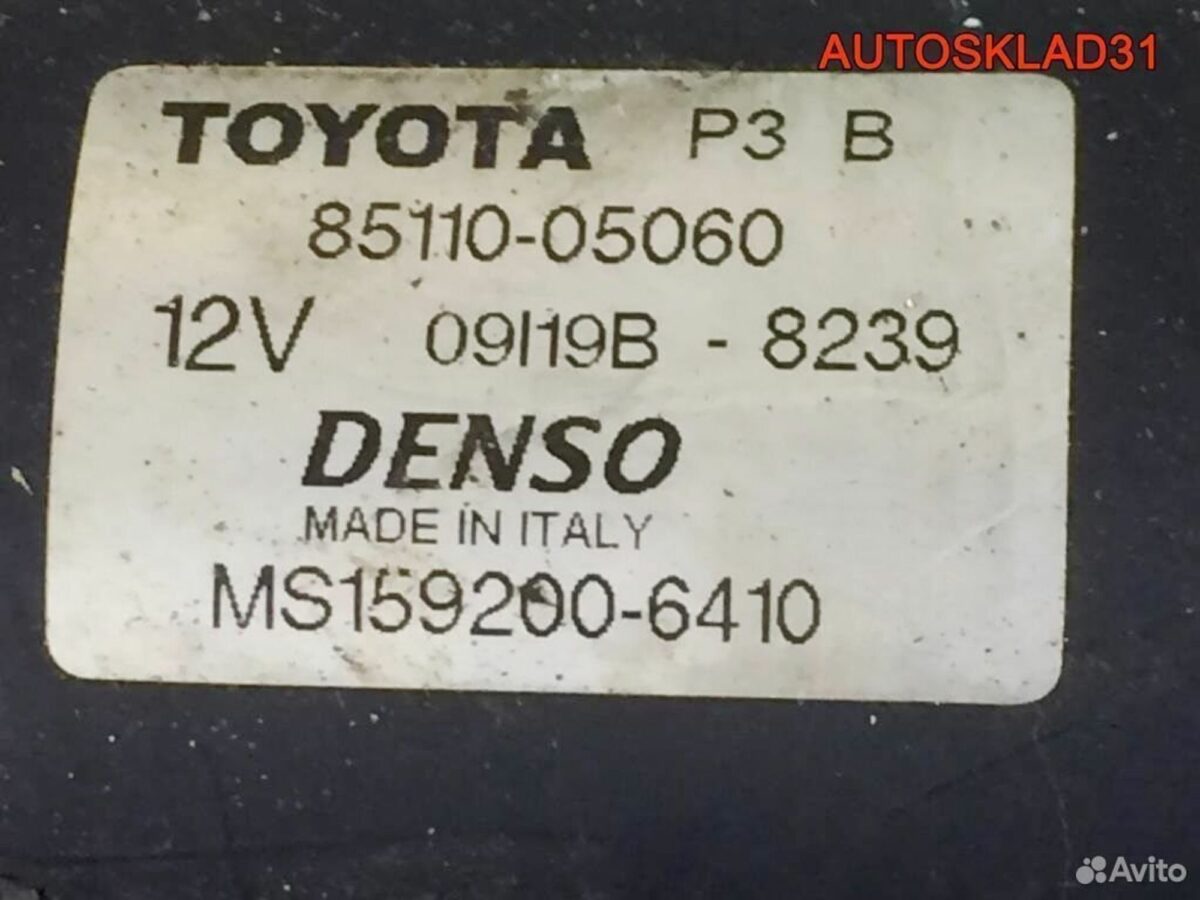 AUTOSKLAD31
TOYOTA P3 B
85110-05060
12V 09I19B - 8239
DENSO
MADE IN ITALY
MS159200-6410
Avito